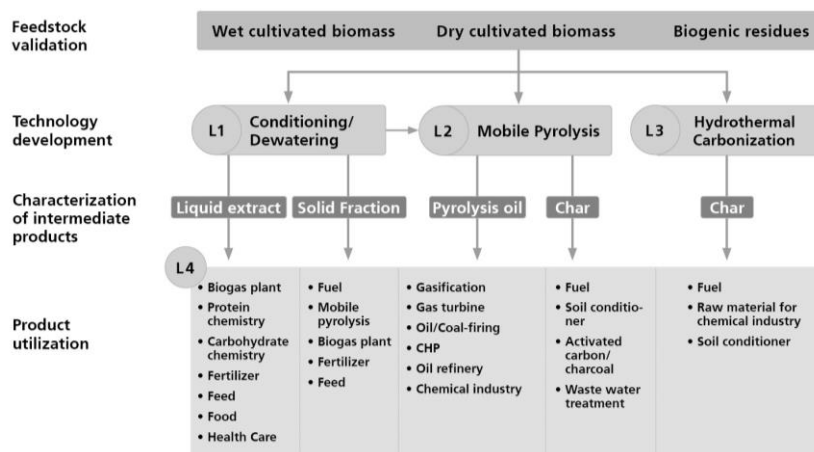 Feedstock
validation
Wet cultivated biomass
Dry cultivated biomass
Biogenic residues
Technology
development
L1
Conditioning/
Dewatering
L2
Mobile Pyrolysis
L3
Hydrothermal
Carbonization
Characterization
of intermediate
products
Liquid extract
Solid Fraction
Pyrolysis oil
Char
Char
Product
utilization
L4
• Biogas plant
• Protein
chemistry
• Carbohydrate
chemistry
• Fertilizer
• Feed
• Food
• Health Care
• Fuel
• Mobile
pyrolysis
• Biogas plant
• Fertilizer
• Feed
• Gasification
• Gas turbine
• Oil/Coal-firing
• CHP
• Oil refinery
• Chemical industry
• Fuel
• Soil conditio-
ner
• Activated
carbon/
charcoal
• Waste water
treatment
• Fuel
• Raw material for
chemical industry
• Soil conditioner